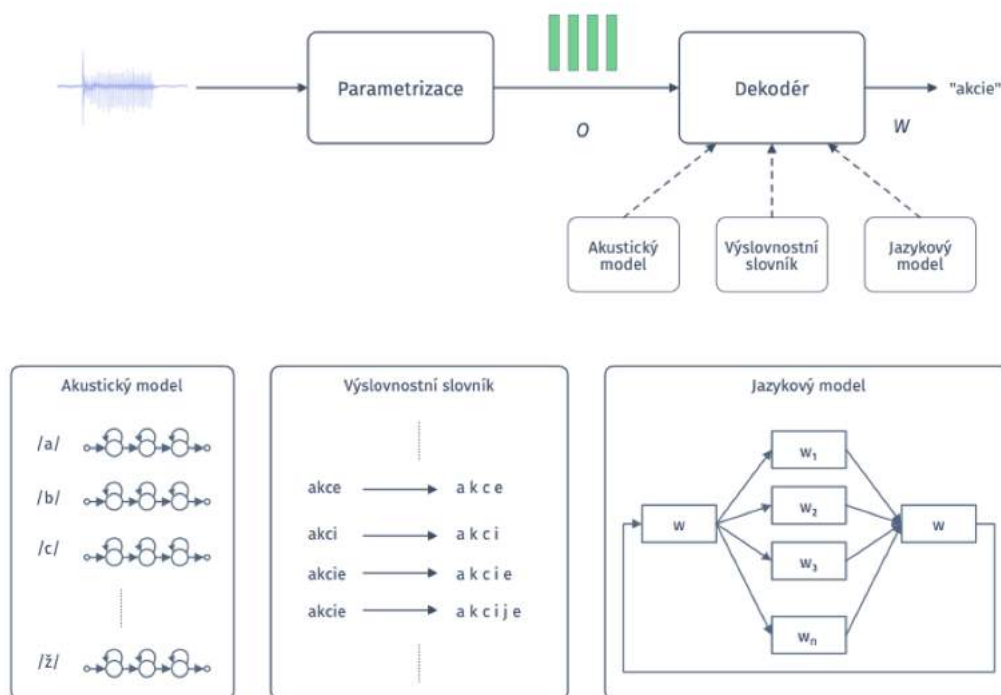 Parametrizace
Dekodér
"akcie"
O
W
Akustický
model
Výslovnostní
slovník
Jazykový
model
Akustický model
/a/
/b/
/c/
/ž/
Výslovnostní slovník
akce a k c e
akci a k c i
akcie a k c i e
akcie a k c i j e
Jazykový model
w
w1
w2
w3
wn
w